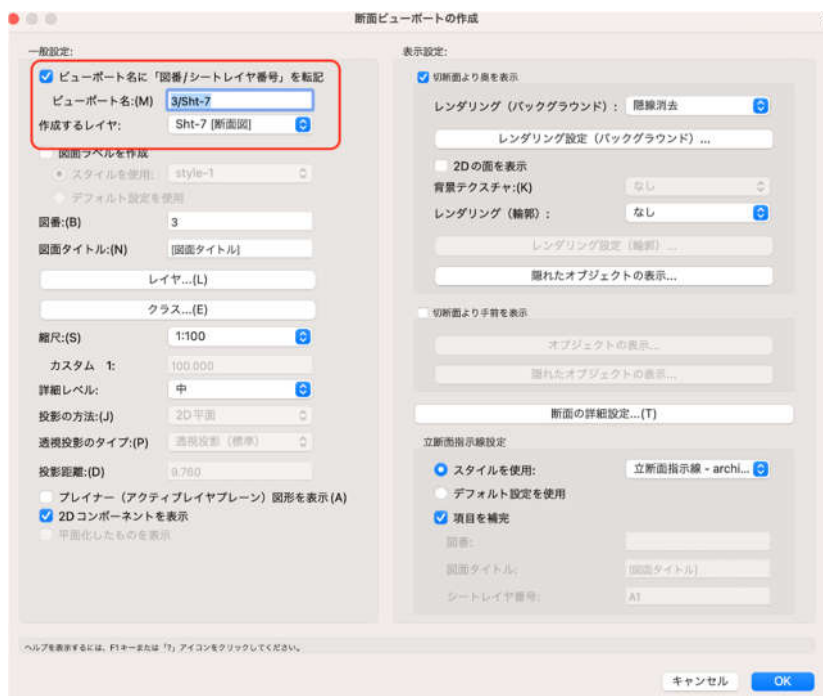 断面ビューポートの作成
一般設定:
ビューポート名に「図番/シートレイヤ番号」を転記
ビューポート名:(M) 3/Sht-7
作成するレイヤ: Sht-7 [断面図]
図面ラベルを作成
スタイルを使用: style-1
デフォルト設定を使用
図番:(B) 3
図面タイトル:(N) [図面タイトル]
レイヤ...(L)
クラス...(E)
縮尺:(S) 1:100
カスタム 1: 100.000
詳細レベル: 中
投影の方法:(J) 2D 平面
透視投影のタイプ:(P) 透視投影（標準）
投影距離:(D) 9.760
プレイナー（アクティブレイヤプレーン）図形を表示(A)
2D コンポーネントを表示
平面化したものを表示
表示設定:
切断面より奥を表示
レンダリング（バックグラウンド）: 隠線消去
レンダリング設定（バックグラウンド）...
2Dの面を表示
背景テクスチャ:(K) なし
レンダリング（輪郭）: なし
レンダリング設定（輪郭）...
隠れたオブジェクトの表示...
切断面より手前を表示
オブジェクトの表示...
隠れたオブジェクトの表示...
断面の詳細設定...(T)
立断面指示線設定
スタイルを使用: 立断面指示線 - archi...
デフォルト設定を使用
項目を補完
図番:
図面タイトル: [図面タイトル]
シートレイヤ番号: A1
ヘルプを表示するには、F1キーまたは「?」アイコンをクリックしてください。
キャンセル OK